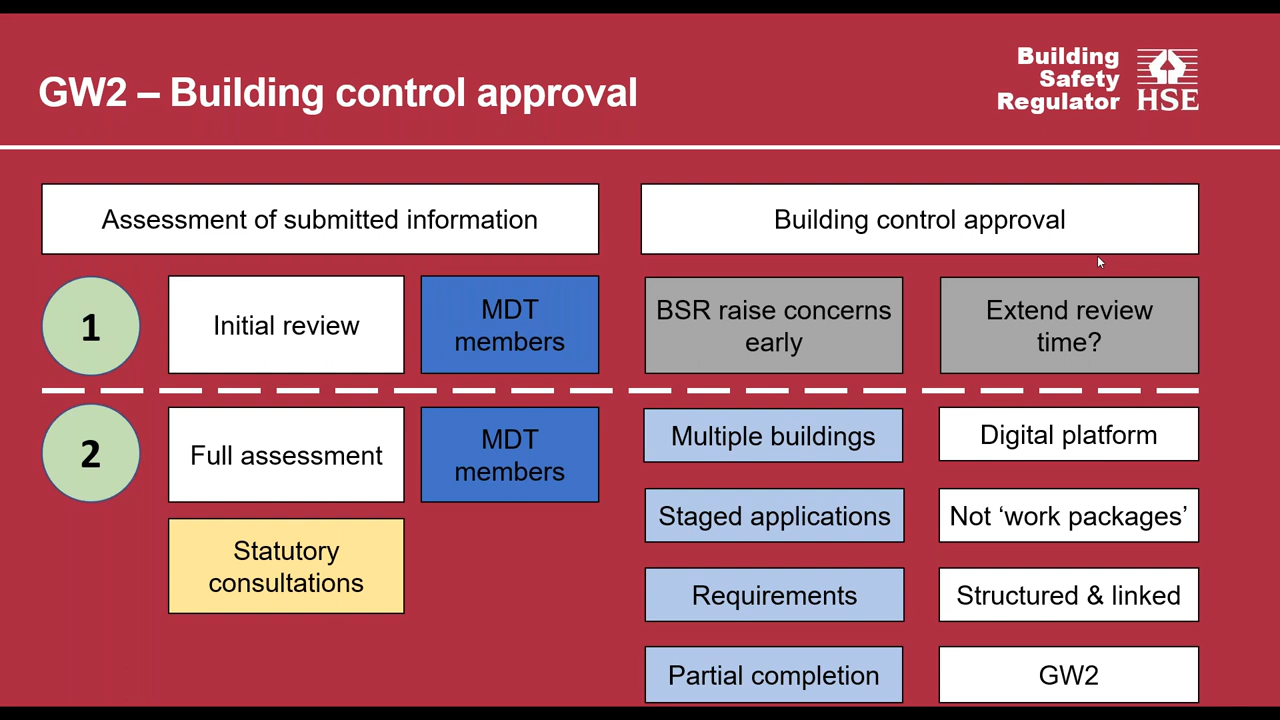 Building
Safety
Regulator
HSE
GW2 – Building control approval
Assessment of submitted information
Building control approval
1
Initial review
MDT
members
BSR raise concerns
early
Extend review
time?
2
Full assessment
MDT
members
Multiple buildings
Digital platform
Statutory
consultations
Staged applications
Not ‘work packages’
Requirements
Structured & linked
Partial completion
GW2